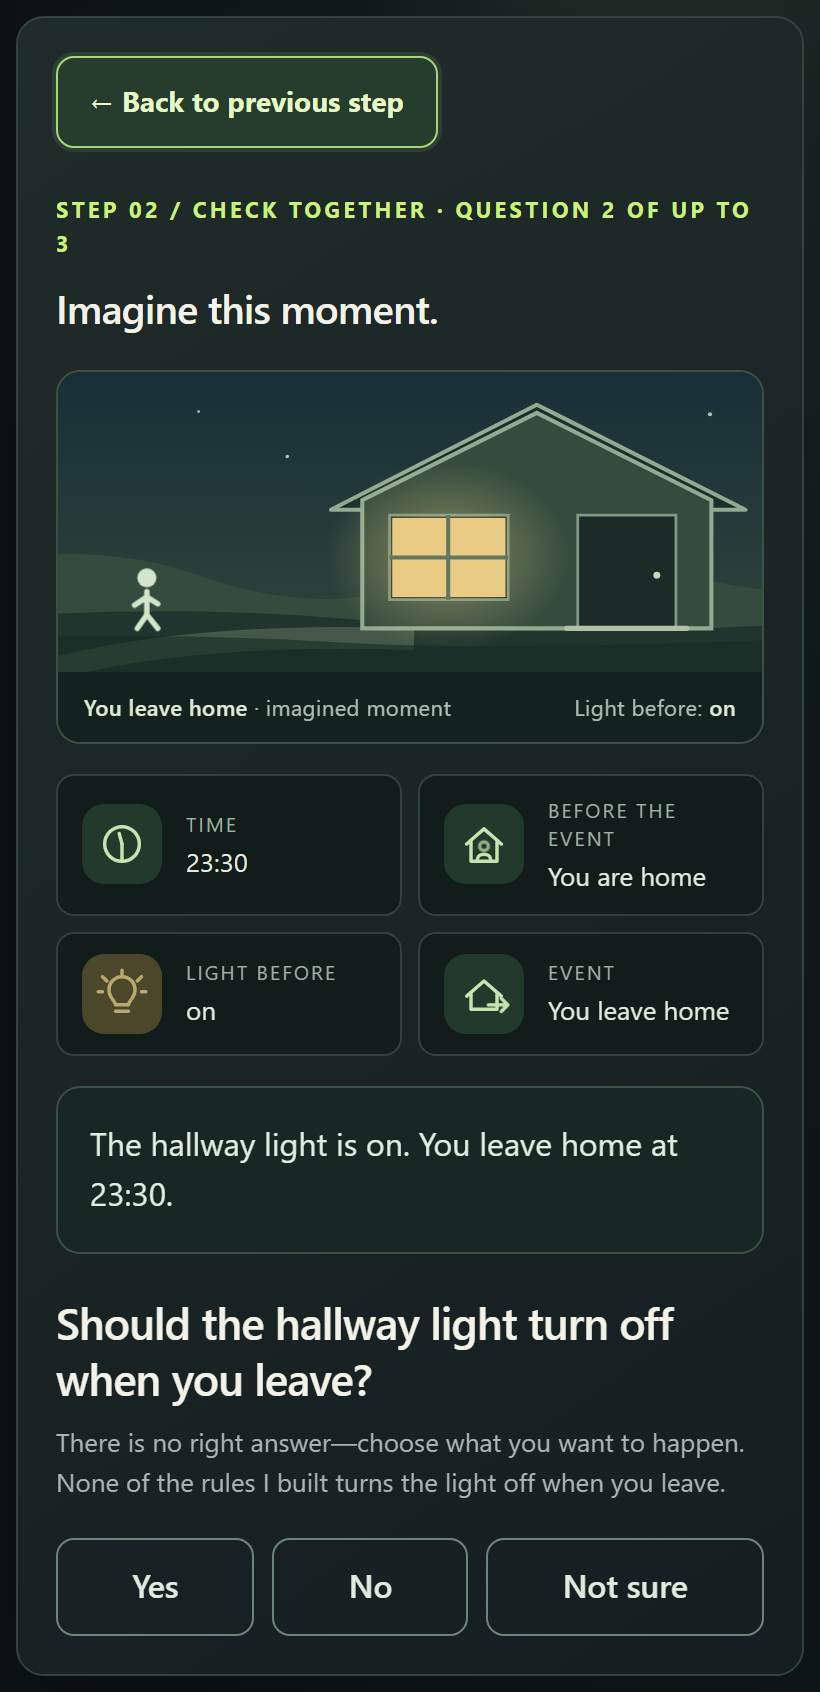 ← Back to previous step
STEP 02 / CHECK TOGETHER · QUESTION 2 OF UP TO
3
Imagine this moment.
You leave home · imagined moment
Light before: on
TIME
23:30
BEFORE THE
EVENT
You are home
LIGHT BEFORE
on
EVENT
You leave home
The hallway light is on. You leave home at
23:30.
Should the hallway light turn off
when you leave?
There is no right answer—choose what you want to happen.
None of the rules I built turns the light off when you leave.
Yes
No
Not sure